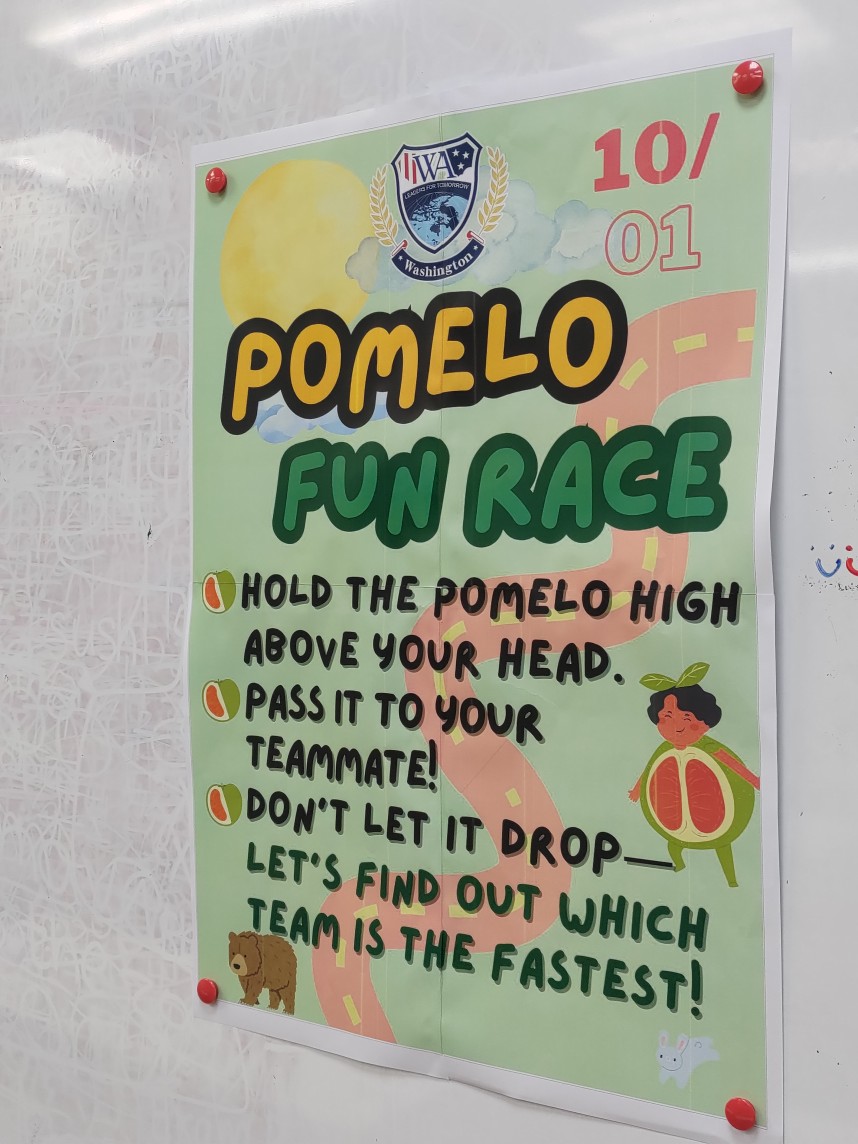 WA
LEADERS FOR TOMORROW
Washington
10/
01
POMELO
FUN RACE
HOLD THE POMELO HIGH
ABOVE YOUR HEAD.
PASS IT TO YOUR
TEAMMATE!
DON'T LET IT DROP—
LET'S FIND OUT WHICH
TEAM IS THE FASTEST!